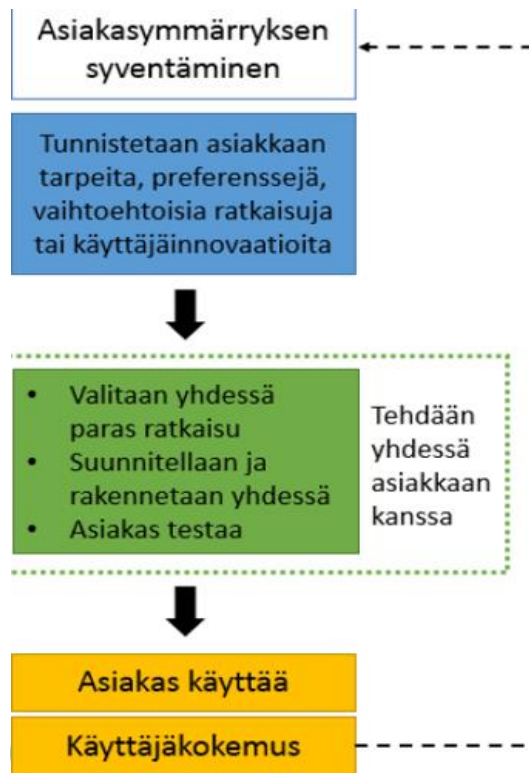 Asiakasymmärryksen
syventäminen
Tunnistetaan asiakkaan
tarpeita, preferenssejä,
vaihtoehtoisia ratkaisuja
tai käyttäjäinnovaatioita
• Valitaan yhdessä
paras ratkaisu
• Suunnitellaan ja
rakennetaan yhdessä
• Asiakas testaa
Tehdään
yhdessä
asiakkaan
kanssa
Asiakas käyttää
Käyttäjäkokemus